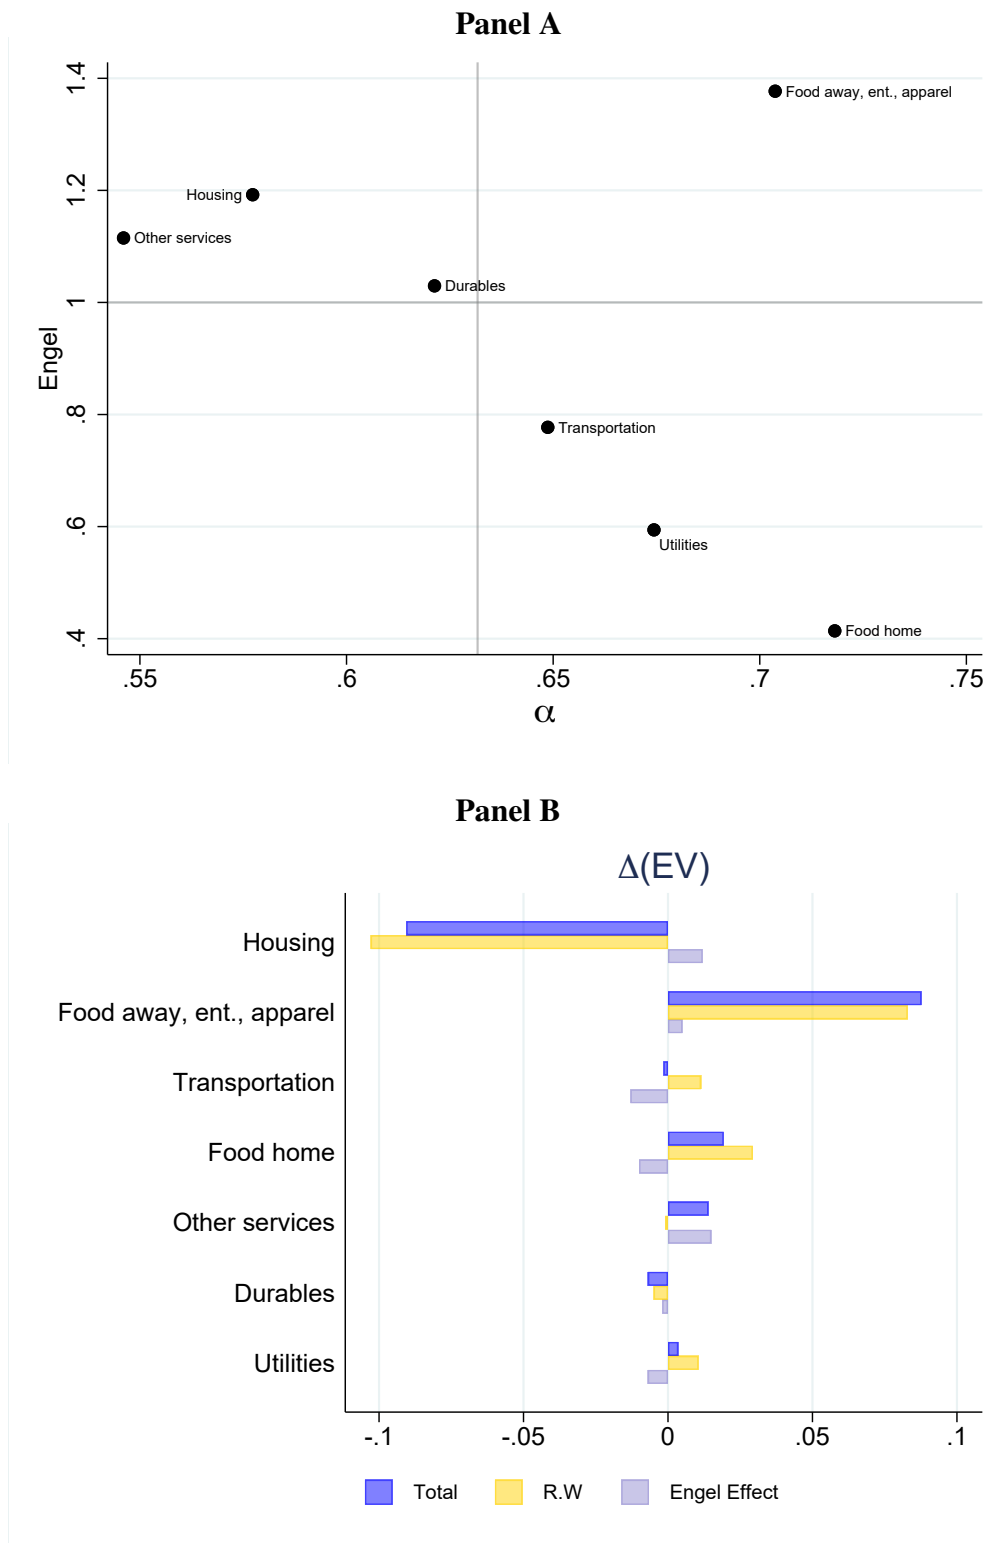 Panel A
1.4
Food away, ent., apparel
1.2
Housing
Other services
Durables
1
Engel
.8
Transportation
.6
Utilities
.4
Food home
.55 .6 .65 .7 .75
α
Panel B
Δ(EV)
Housing
Food away, ent., apparel
Transportation
Food home
Other services
Durables
Utilities
-.1 -.05 0 .05 .1
Total R.W Engel Effect